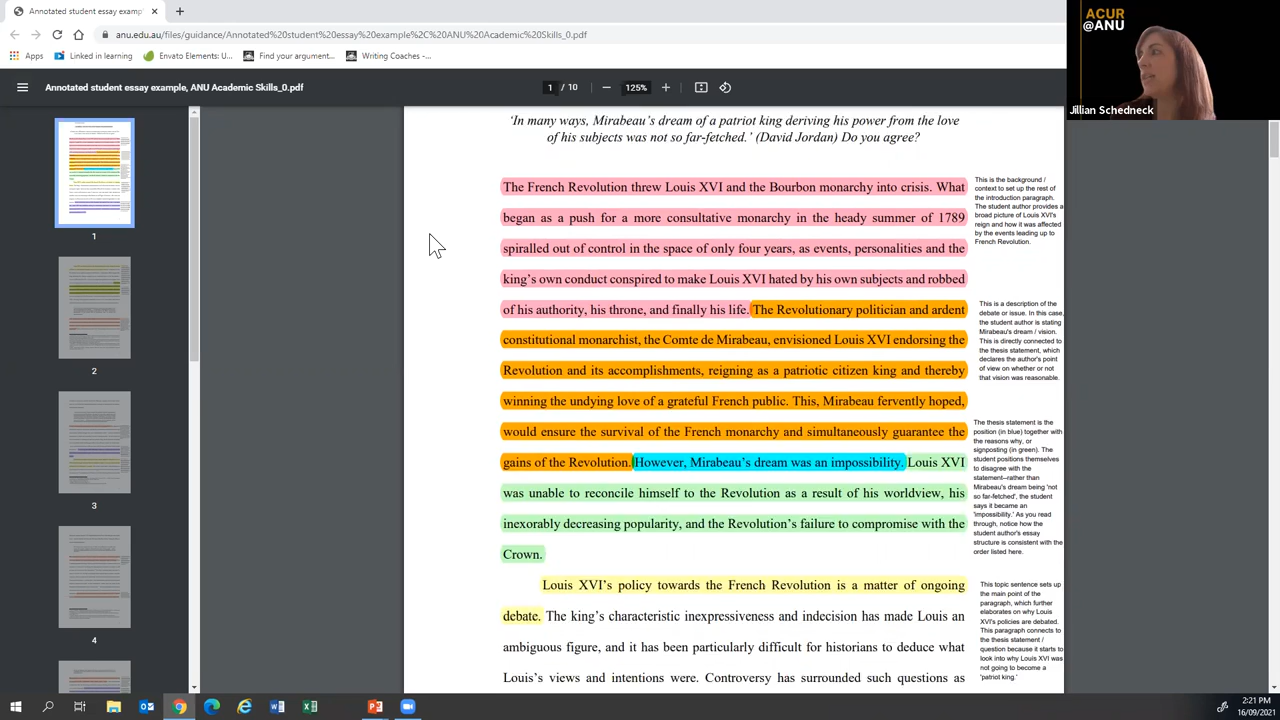 Annotated student essay example
ACUR
@ANU
anu.edu.au/files/guidance/Annotated%20student%20essay%20example%2C%20ANU%20Academic%20Skills_0.pdf
Apps
Linked in learning
Envato Elements - U...
Find your argument...
Writing Coaches -...
Annotated student essay example, ANU Academic Skills_0.pdf
1 / 10
125%
Jillian Schedneck
'In many ways, Mirabeau's dream of a patriot king deriving his power from the love
his subjects was not so far-fetched.' (David Andress) Do you agree?
The French Revolution threw Louis XVI and the Bourbon monarchy into crisis. What
began as a push for a more consultative monarchy in the heady summer of 1789
spiralled out of control in the space of only four years, as events, personalities and the
king's own conduct conspired to make Louis XVI hated by his own subjects and robbed
of his authority, his throne, and finally his life. The Revolutionary politician and ardent
constitutional monarchist, the Comte de Mirabeau, envisioned Louis XVI endorsing the
Revolution and its accomplishments, reigning as a patriotic citizen king and thereby
winning the undying love of a grateful French public. This, Mirabeau fervently hoped,
would ensure the survival of the French monarchy and simultaneously guarantee the
gains of the Revolution. However, Mirabeau's dream was an impossibility. Louis XVI
was unable to reconcile himself to the Revolution as a result of his worldview, his
inexorably decreasing popularity, and the Revolution's failure to compromise with the
Crown.
Louis XVI's policy towards the French Revolution is a matter of ongoing
debate. The king's characteristic inexpressiveness and indecision has made Louis an
ambiguous figure, and it has been particularly difficult for historians to deduce what
Louis's views and intentions were. Controversy has surrounded such questions as
This is the background /
context to set up the rest of
the introduction paragraph.
The student author provides a
broad picture of Louis XVI's
reign and how it was affected
by the events leading up to
French Revolution.
This is a description of the
debate or issue. In this case,
the student author is stating
Mirabeau's dream / vision.
This is directly connected to
the thesis statement, which
declares the author's point
of view on whether or not
that vision was reasonable.
The thesis statement is the
position (in blue) together with
the reasons why, or
signposting (in green). The
student positions themselves
to disagree with the
statement–rather than
Mirabeau's dream being 'not
so far-fetched', the student
says it became an
'impossibility.' As you read
through, notice how the
student author's essay
structure is consistent with the
order listed here.
This topic sentence sets up
the main point of the
paragraph, which further
elaborates on why Louis
XVI's policies are debated.
This paragraph connects to
the thesis statement /
question because it starts to
look into why Louis XVI was
not going to become a
'patriot king.'
1
2
3
4
2:21 PM
16/09/2021